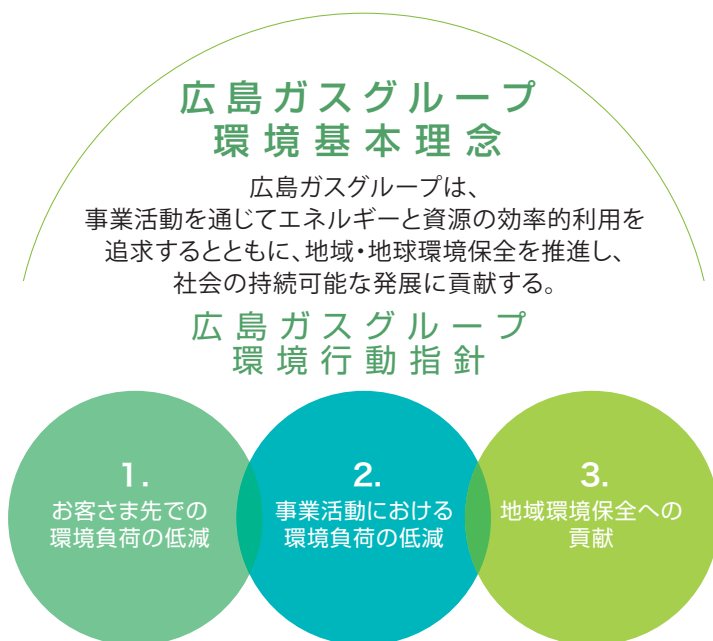 広島ガスグループ
環境基本理念
広島ガスグループは、
事業活動を通じてエネルギーと資源の効率的利用を
追求するとともに、地域・地球環境保全を推進し、
社会の持続可能な発展に貢献する。
広島ガスグループ
環境行動指針
1.
お客さま先での
環境負荷の低減
2.
事業活動における
環境負荷の低減
3.
地域環境保全への
貢献